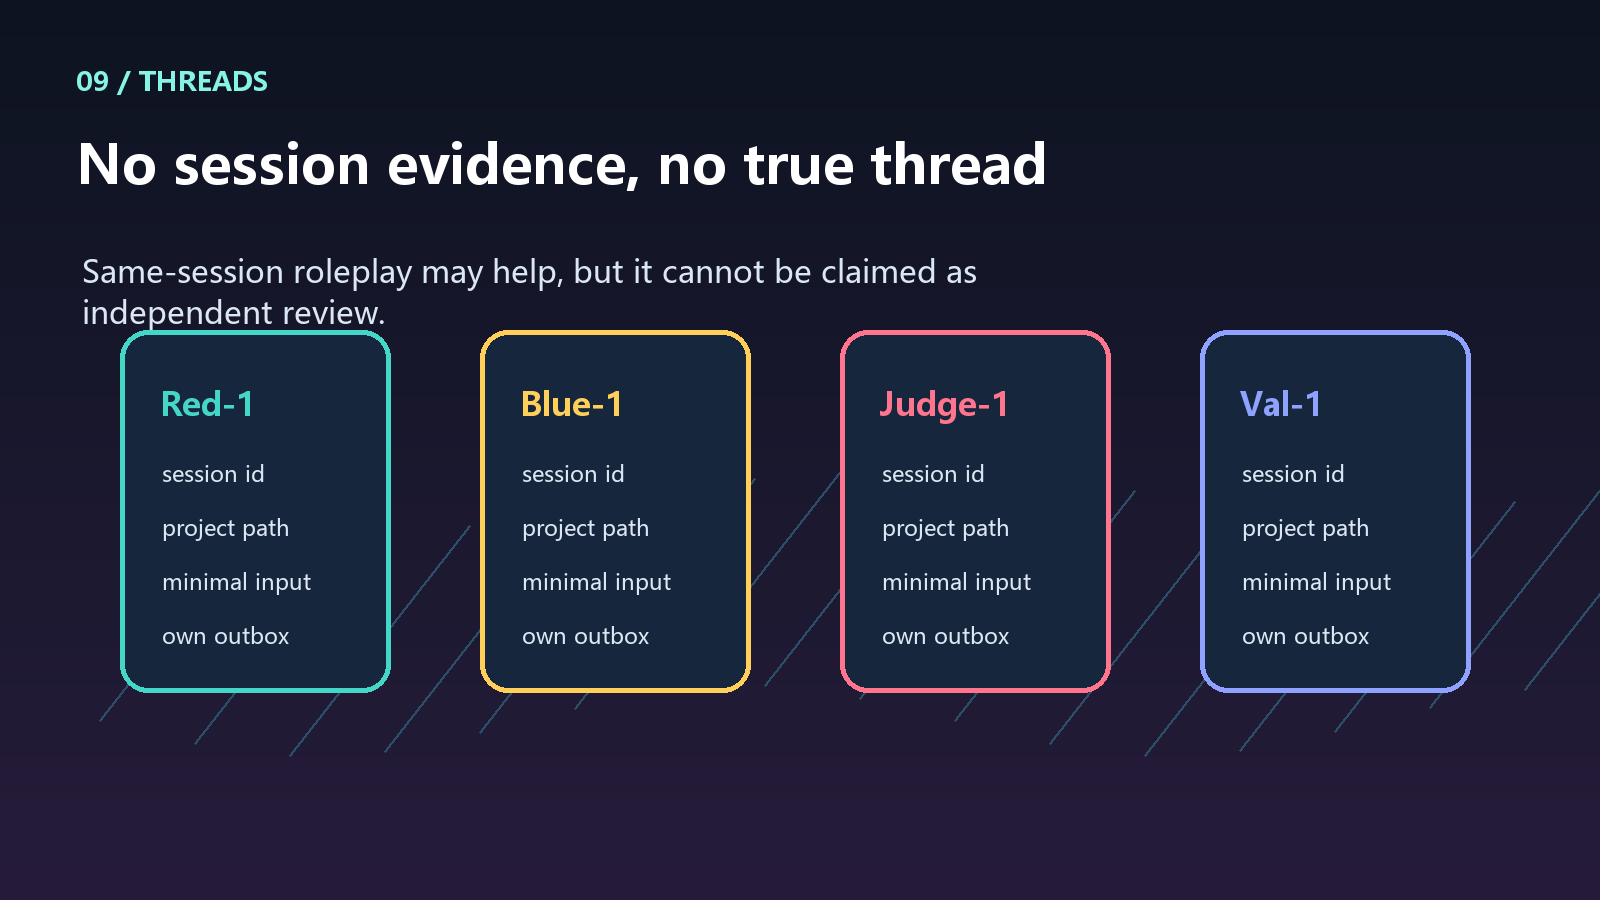 09 / THREADS
No session evidence, no true thread
Same-session roleplay may help, but it cannot be claimed as
independent review.
Red-1
session id
project path
minimal input
own outbox
Blue-1
session id
project path
minimal input
own outbox
Judge-1
session id
project path
minimal input
own outbox
Val-1
session id
project path
minimal input
own outbox